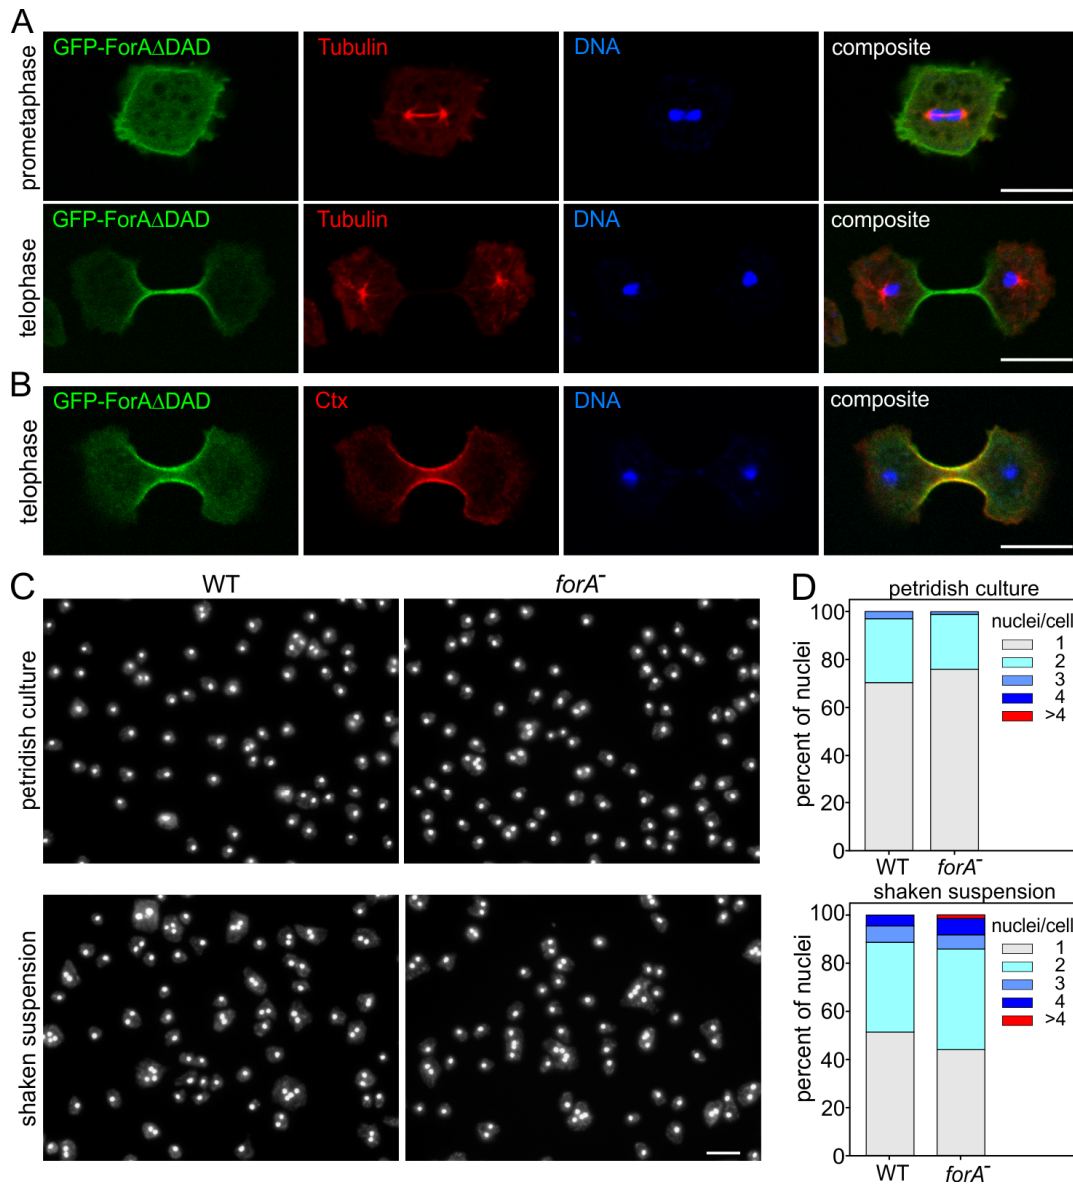 A
prometaphase
GFP-ForAΔDAD
Tubulin
DNA
composite
telophase
GFP-ForAΔDAD
Tubulin
DNA
composite
B
telophase
GFP-ForAΔDAD
Ctx
DNA
composite
C
WT
forA⁻
petridish culture
shaken suspension
D
petridish culture
percent of nuclei
100
80
60
40
20
0
nuclei/cell
1
2
3
4
>4
WT
forA⁻
shaken suspension
percent of nuclei
100
80
60
40
20
0
nuclei/cell
1
2
3
4
>4
WT
forA⁻